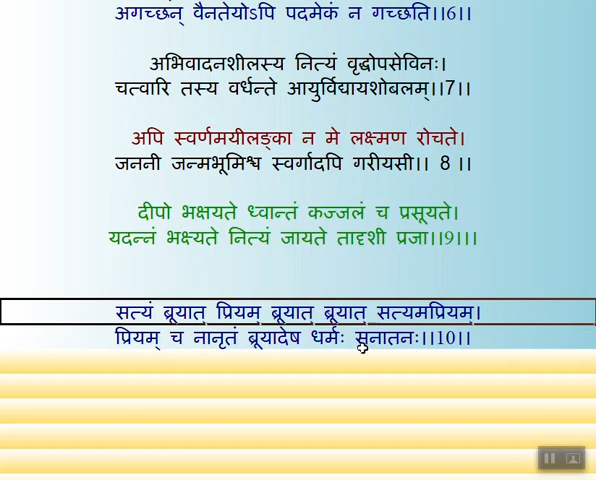 अगच्छन् वैनतेयोऽपि पदमेकं न गच्छति।।6।।
अभिवादनशीलस्य नित्यं वृद्धोपसेविनः।
चत्वारि तस्य वर्धन्ते आयुर्विद्यायशोबलम्।।7।।
अपि स्वर्णमयीलङ्का न मे लक्ष्मण रोचते।
जननी जन्मभूमिश्च स्वर्गादपि गरीयसी।। 8 ।।
दीपो भक्षयते ध्वान्तं कज्जलं च प्रसूयते।
यदन्नं भक्ष्यते नित्यं जायते तादृशी प्रजा।।9।।।
सत्यं ब्रूयात् प्रियम् ब्रूयात् ब्रूयात् सत्यमप्रियम्।
प्रियम् च नानृतं ब्रूयादेष धर्मः सनातनः।।10।।